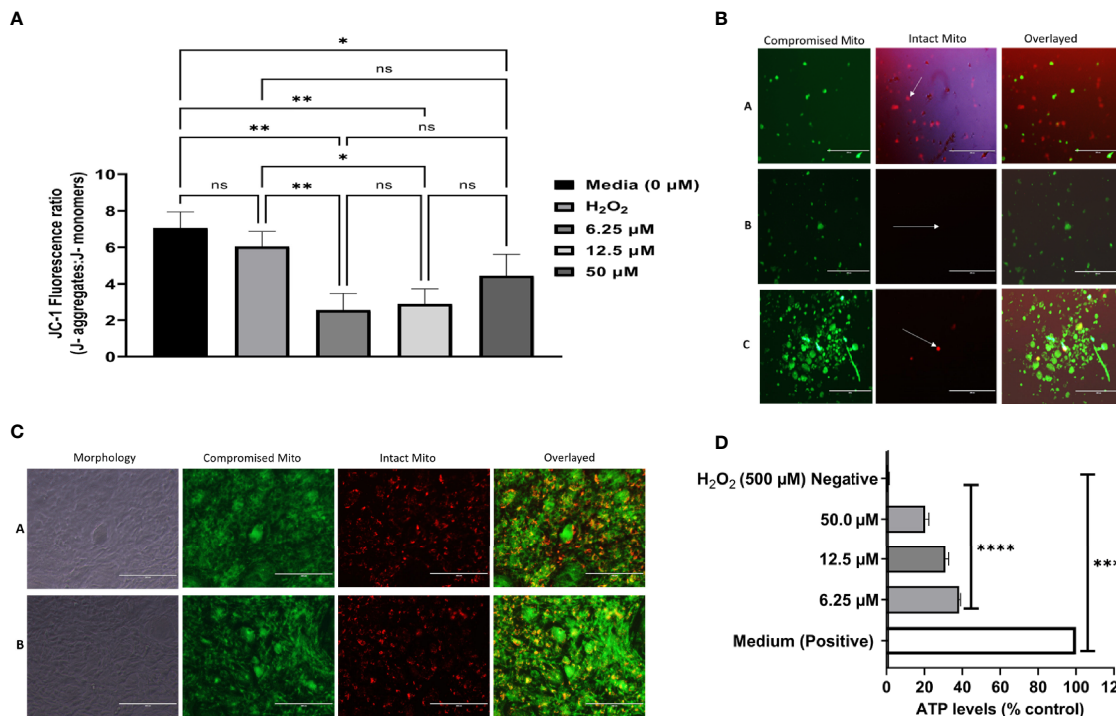 A
*
ns
**
**
ns
*
ns
**
ns
ns
10
8
6
4
2
0
JC-1 Fluorescence ratio
(J- aggregates:J- monomers)
Media (0 µM)
H₂O₂
6.25 µM
12.5 µM
50 µM
B
Compromised Mito
Intact Mito
Overlayed
A
B
C
C
Morphology
Compromised Mito
Intact Mito
Overlayed
A
B
D
H₂O₂ (500 µM) Negative
50.0 µM
12.5 µM
6.25 µM
Medium (Positive)
****
***
0 20 40 60 80 100 12
ATP levels (% control)